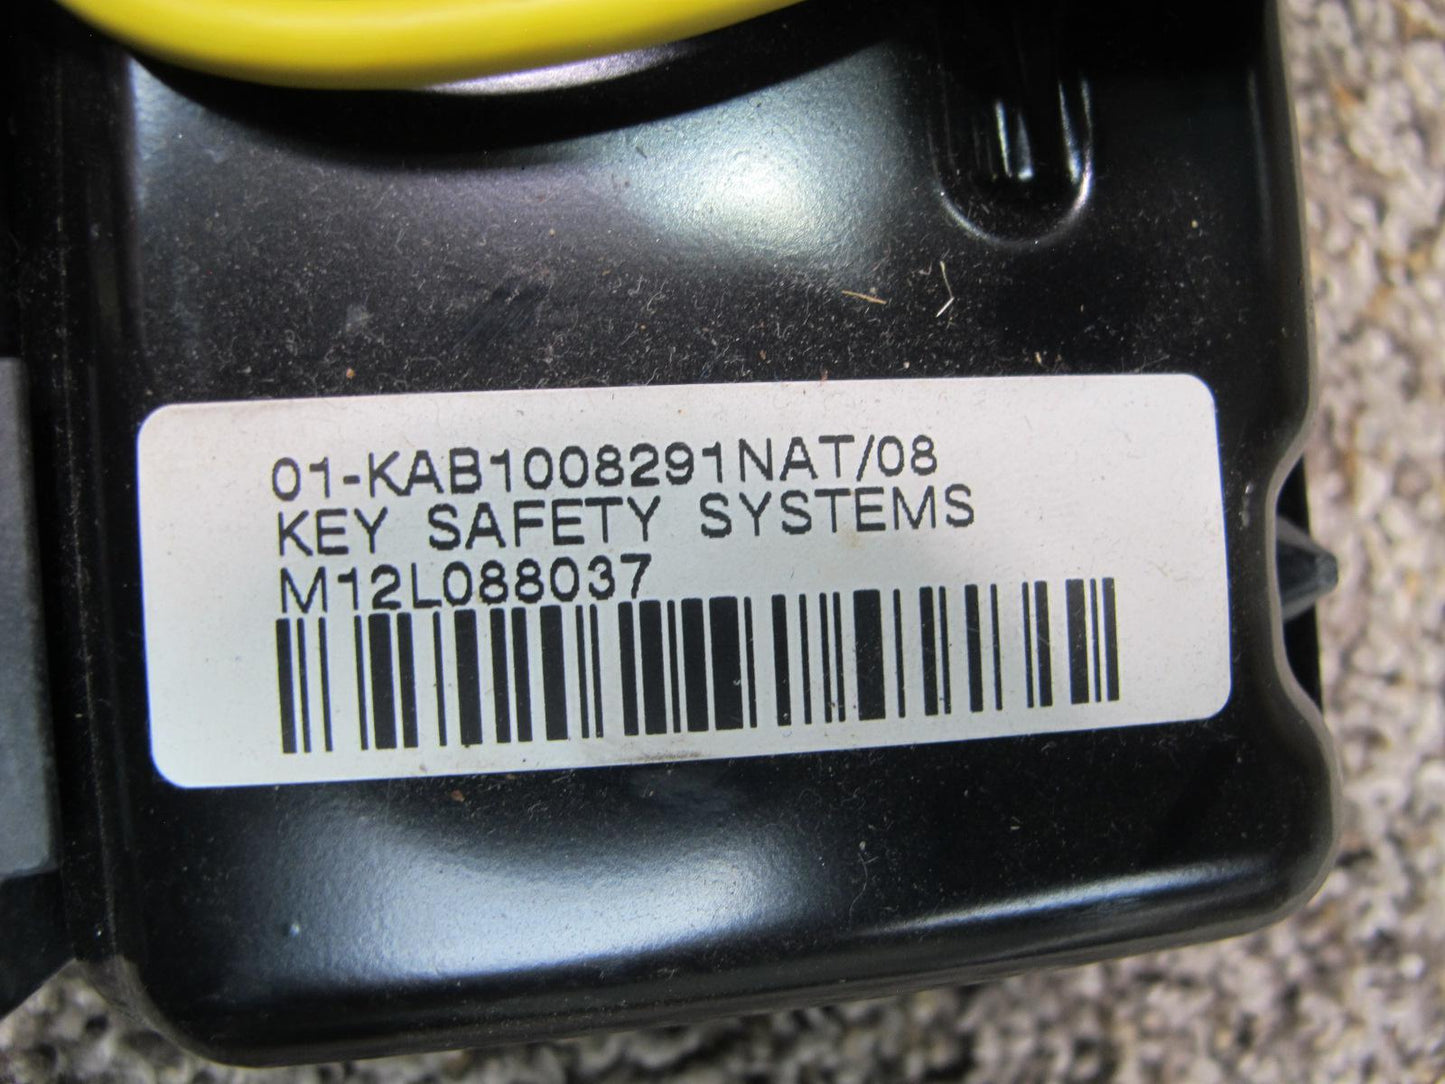 01-KAB1008291NAT/08
KEY SAFETY SYSTEMS
M12L088037